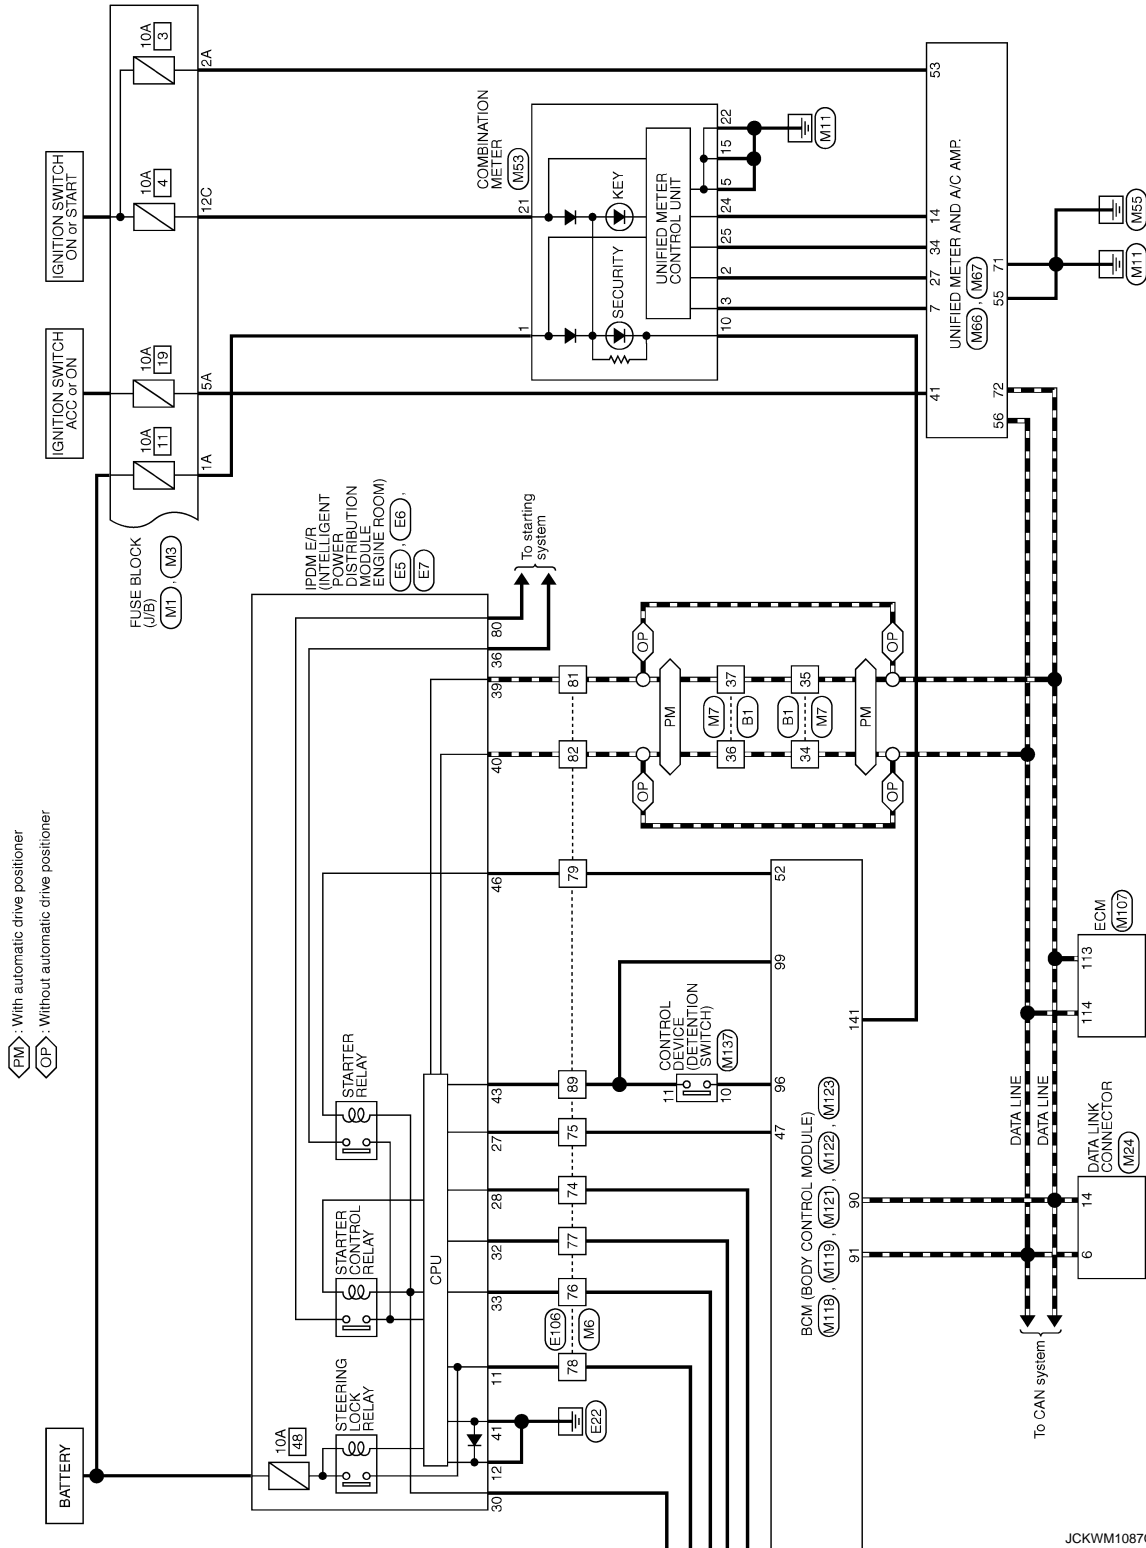 PM : With automatic drive positioner
OP : Without automatic drive positioner
BATTERY
IGNITION SWITCH
ACC or ON
IGNITION SWITCH
ON or START
FUSE BLOCK
(J/B)
M1 , M3
10A
11
10A
19
10A
4
10A
3
1A
5A
12C
2A
10A
48
STEERING
LOCK
RELAY
STARTER
CONTROL
RELAY
STARTER
RELAY
CPU
IPDM E/R
(INTELLIGENT
POWER
DISTRIBUTION
MODULE
ENGINE ROOM)
E5 , E6 ,
E7
30
12
41
11
33
32
28
27
43
46
40
39
36
80
To starting
system
E22
E106
M6
78
76
77
74
75
89
79
82
81
OP
OP
PM
36
37
M7
B1
34
35
B1
M7
PM
OP
OP
COMBINATION
METER
M53
1
21
SECURITY
KEY
UNIFIED METER
CONTROL UNIT
10
3
2
25
24
5
15
22
M11
41
7
27
34
14
53
UNIFIED METER AND A/C AMP.
M66 , M67
56
72
55
71
M11
M55
CONTROL
DEVICE
(DETENTION
SWITCH)
M137
11
10
47
96
99
52
BCM (BODY CONTROL MODULE)
M118 , M119 , M121 , M122 , M123
91
90
141
DATA LINE
DATA LINE
To CAN system
DATA LINK
CONNECTOR
M24
6
14
ECM
M107
114
113